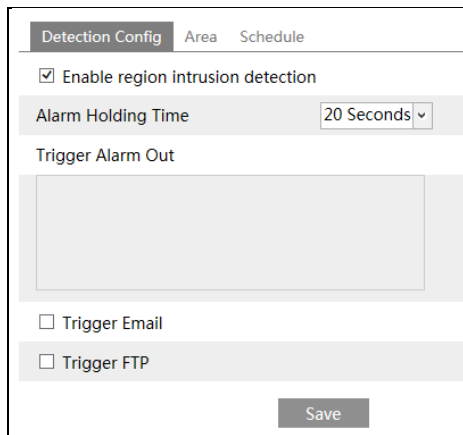 Detection Config Area Schedule
Enable region intrusion detection
Alarm Holding Time 20 Seconds
Trigger Alarm Out
Trigger Email
Trigger FTP
Save